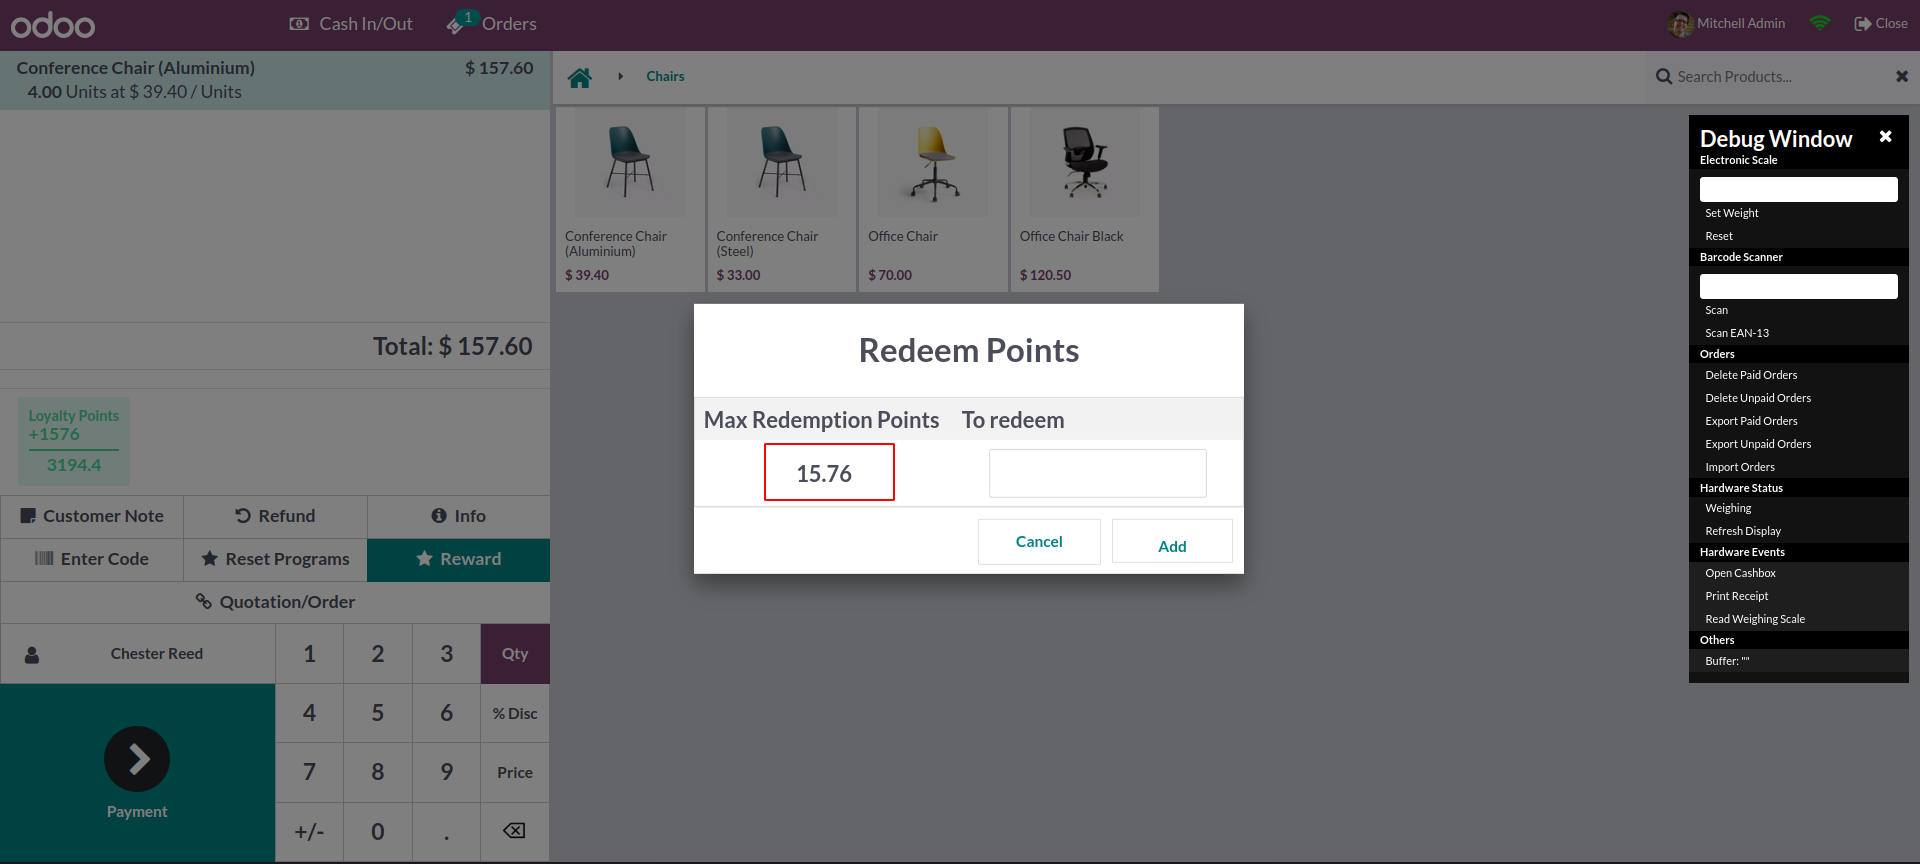 odoo
Cash In/Out
1
Orders
Mitchell Admin
Close
Conference Chair (Aluminium) $ 157.60
4.00 Units at $ 39.40 / Units
Total: $ 157.60
Loyalty Points
+1576
3194.4
Customer Note
Refund
Info
Enter Code
Reset Programs
Reward
Quotation/Order
Chester Reed
1 2 3 Qty
4 5 6 % Disc
7 8 9 Price
+/- 0 .
Payment
Chairs
Search Products...
Conference Chair
(Aluminium)
$ 39.40
Conference Chair
(Steel)
$ 33.00
Office Chair
$ 70.00
Office Chair Black
$ 120.50
Redeem Points
Max Redemption Points To redeem
15.76
Cancel
Add
Debug Window
Electronic Scale
Set Weight
Reset
Barcode Scanner
Scan
Scan EAN-13
Orders
Delete Paid Orders
Delete Unpaid Orders
Export Paid Orders
Export Unpaid Orders
Import Orders
Hardware Status
Weighing
Refresh Display
Hardware Events
Open Cashbox
Print Receipt
Read Weighing Scale
Others
Buffer: ""